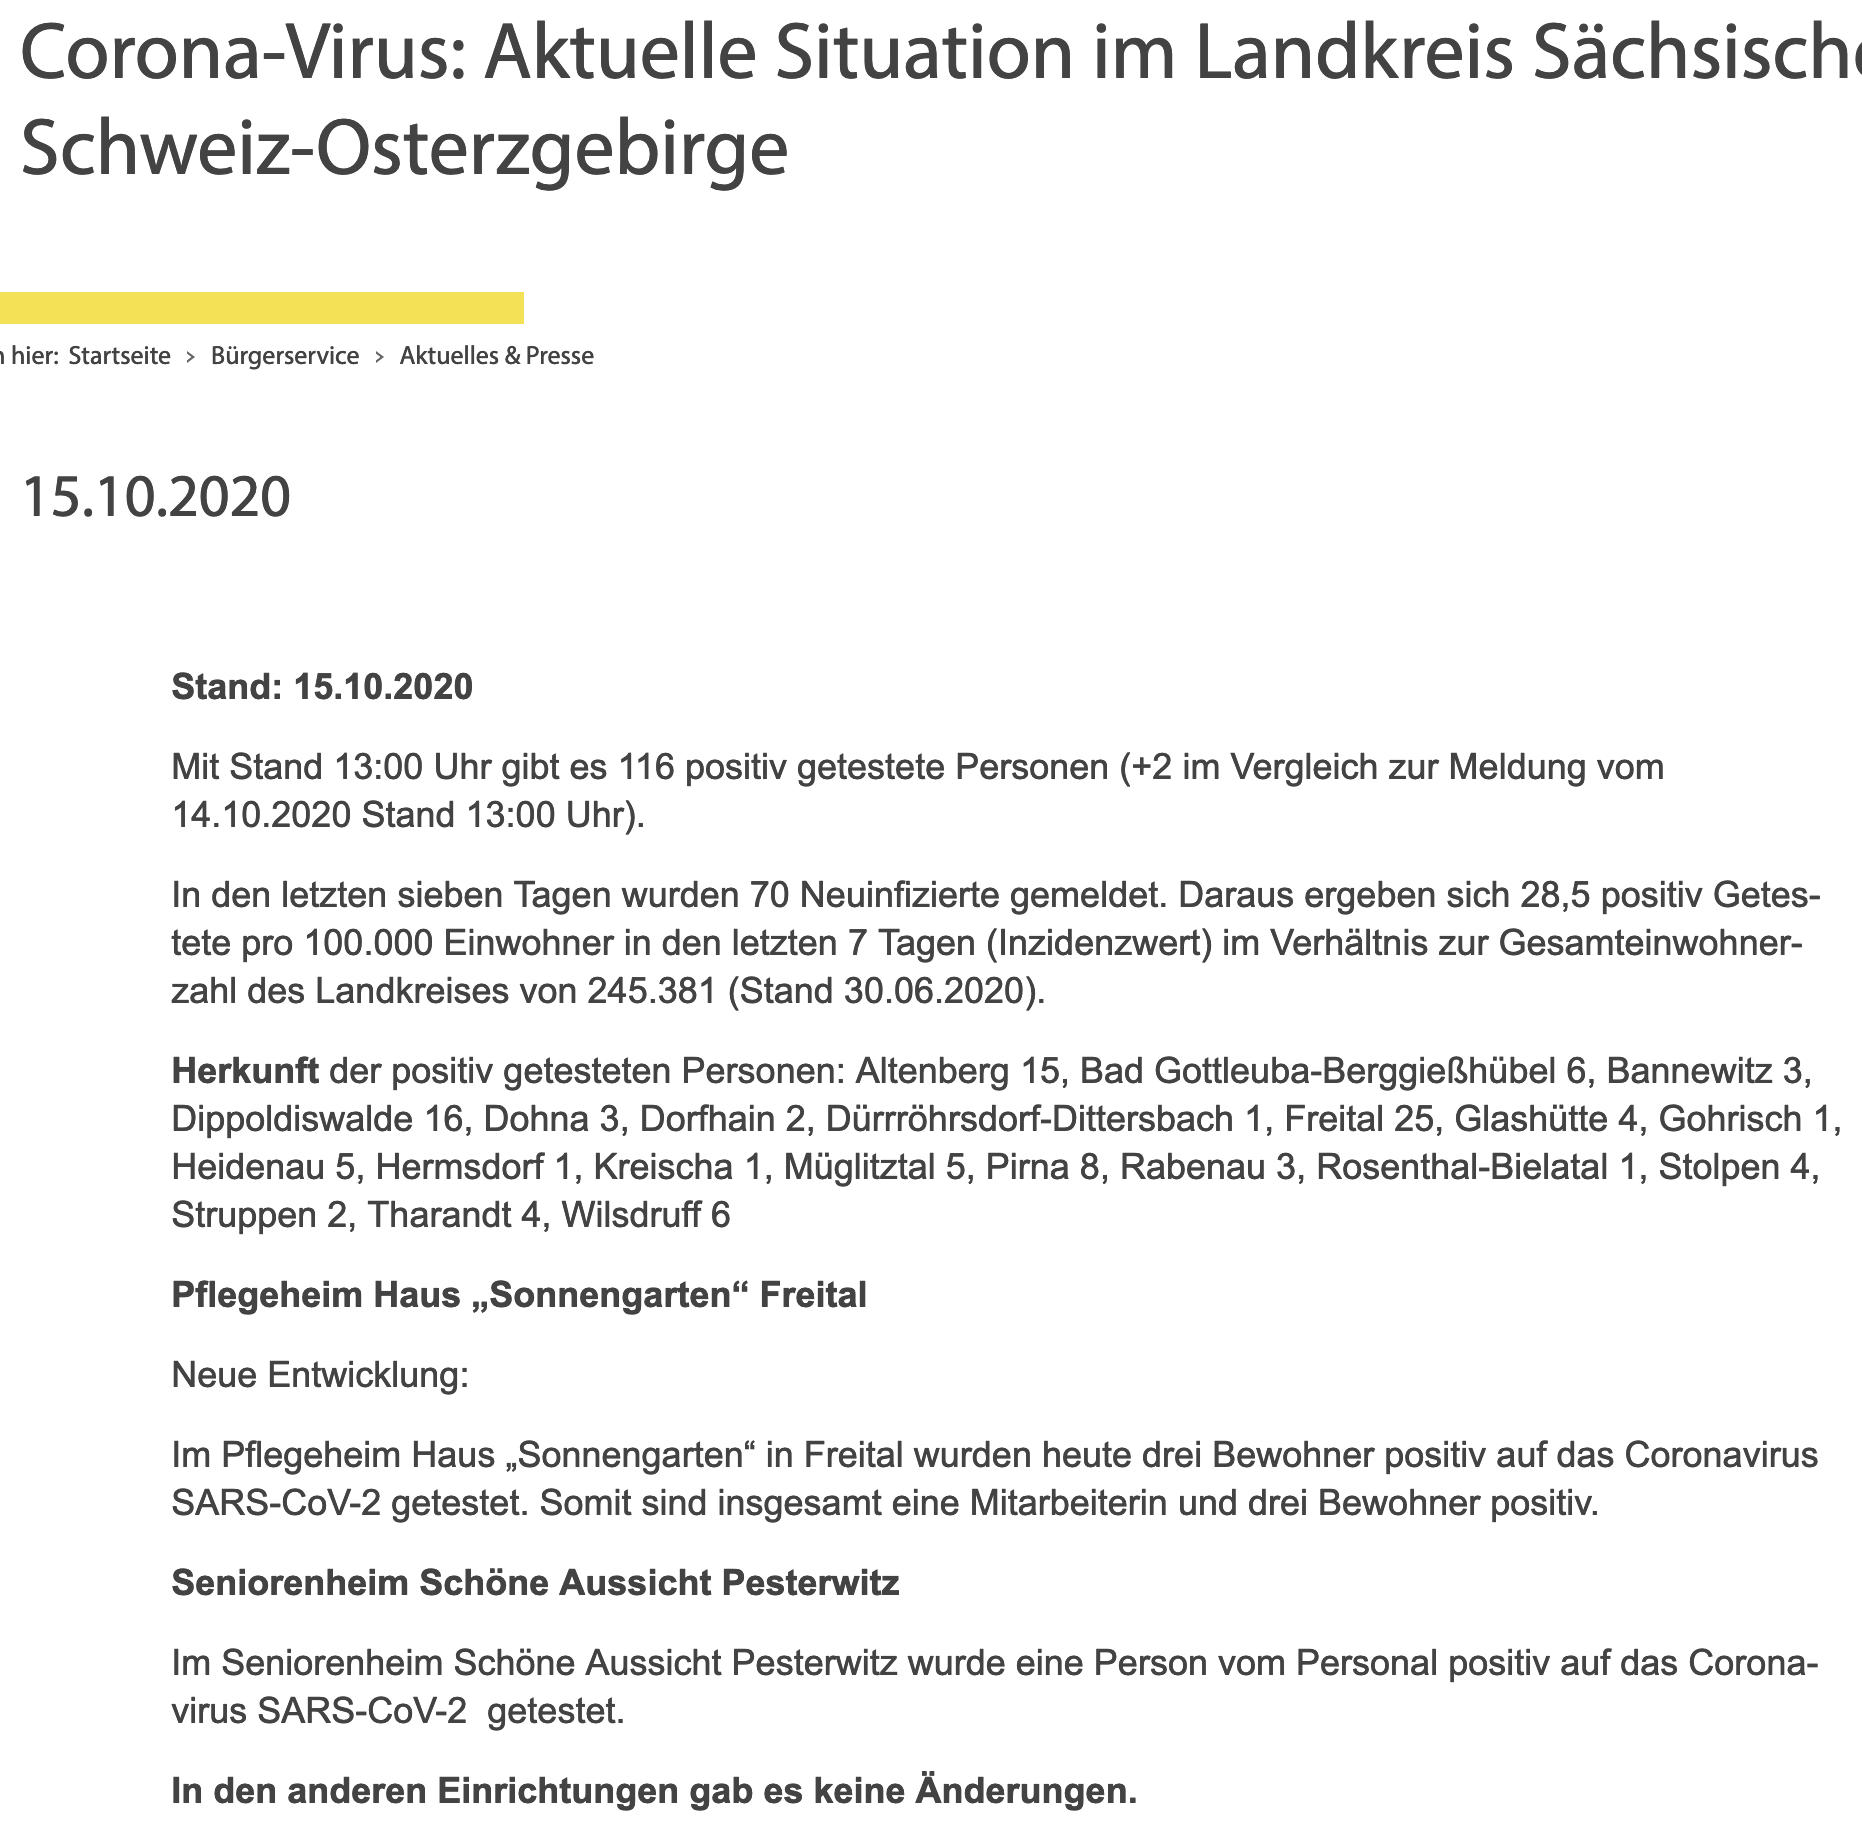 Corona-Virus: Aktuelle Situation im Landkreis Sächsische
Schweiz-Osterzgebirge
hier: Startseite > Bürgerservice > Aktuelles & Presse
15.10.2020
Stand: 15.10.2020
Mit Stand 13:00 Uhr gibt es 116 positiv getestete Personen (+2 im Vergleich zur Meldung vom
14.10.2020 Stand 13:00 Uhr).
In den letzten sieben Tagen wurden 70 Neuinfizierte gemeldet. Daraus ergeben sich 28,5 positiv Getes-
tete pro 100.000 Einwohner in den letzten 7 Tagen (Inzidenzwert) im Verhältnis zur Gesamteinwohner-
zahl des Landkreises von 245.381 (Stand 30.06.2020).
Herkunft der positiv getesteten Personen: Altenberg 15, Bad Gottleuba-Berggießhübel 6, Bannewitz 3,
Dippoldiswalde 16, Dohna 3, Dorfhain 2, Dürrröhrsdorf-Dittersbach 1, Freital 25, Glashütte 4, Gohrisch 1,
Heidenau 5, Hermsdorf 1, Kreischa 1, Müglitztal 5, Pirna 8, Rabenau 3, Rosenthal-Bielatal 1, Stolpen 4,
Struppen 2, Tharandt 4, Wilsdruff 6
Pflegeheim Haus „Sonnengarten“ Freital
Neue Entwicklung:
Im Pflegeheim Haus „Sonnengarten“ in Freital wurden heute drei Bewohner positiv auf das Coronavirus
SARS-CoV-2 getestet. Somit sind insgesamt eine Mitarbeiterin und drei Bewohner positiv.
Seniorenheim Schöne Aussicht Pesterwitz
Im Seniorenheim Schöne Aussicht Pesterwitz wurde eine Person vom Personal positiv auf das Corona-
virus SARS-CoV-2  getestet.
In den anderen Einrichtungen gab es keine Änderungen.